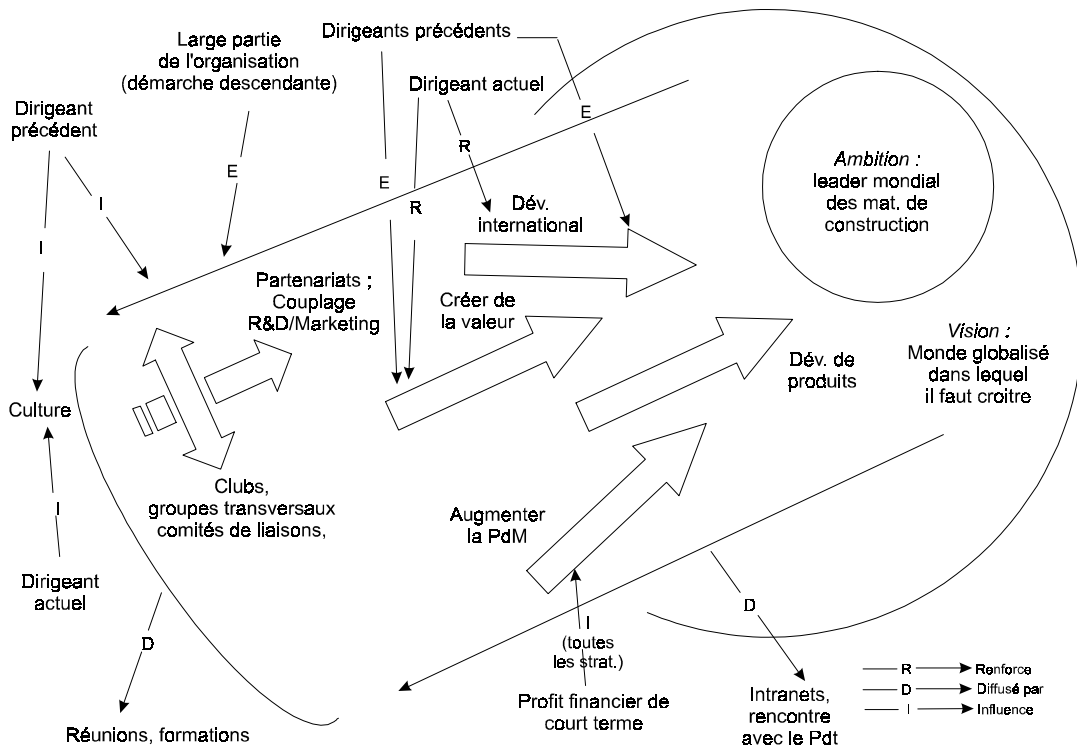 Large partie
de l'organisation
(démarche descendante)
Dirigeants précédents
Dirigeant actuel
Dirigeant
précédent
E
R
E
I
E
R
I
Ambition :
leader mondial
des mat. de
construction
Dév.
international
Partenariats ;
Couplage
R&D/Marketing
Créer de
la valeur
Vision :
Monde globalisé
dans lequel
il faut croitre
Dév. de
produits
Culture
Clubs,
groupes transversaux
comités de liaisons,
Augmenter
la PdM
I
Dirigeant
actuel
D
D
I
(toutes
les strat.)
Profit financier de
court terme
Intranets,
rencontre
avec le Pdt
Réunions, formations
R Renforce
D Diffusé par
I Influence